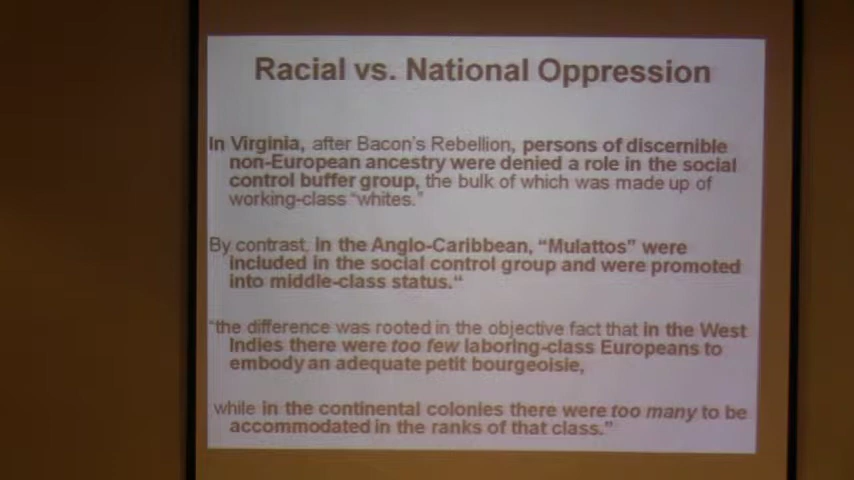 Racial vs. National Oppression
In Virginia, after Bacon's Rebellion, persons of discernible
non-European ancestry were denied a role in the social
control buffer group, the bulk of which was made up of
working-class “whites.”
By contrast, in the Anglo-Caribbean, “Mulattos” were
included in the social control group and were promoted
into middle-class status.“
“the difference was rooted in the objective fact that in the West
Indies there were too few laboring-class Europeans to
embody an adequate petit bourgeoisie,
while in the continental colonies there were too many to be
accommodated in the ranks of that class.”